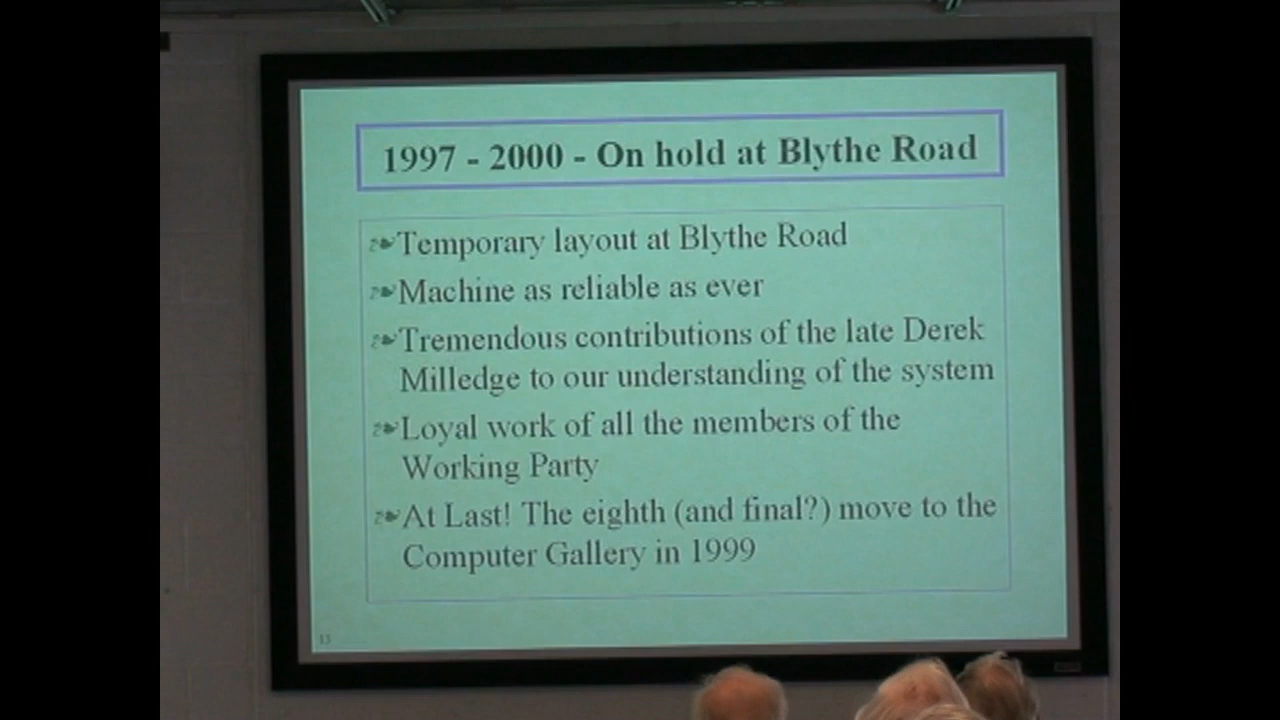 1997 - 2000 - On hold at Blythe Road
Temporary layout at Blythe Road
Machine as reliable as ever
Tremendous contributions of the late Derek
Milledge to our understanding of the system
Loyal work of all the members of the
Working Party
At Last! The eighth (and final?) move to the
Computer Gallery in 1999
13